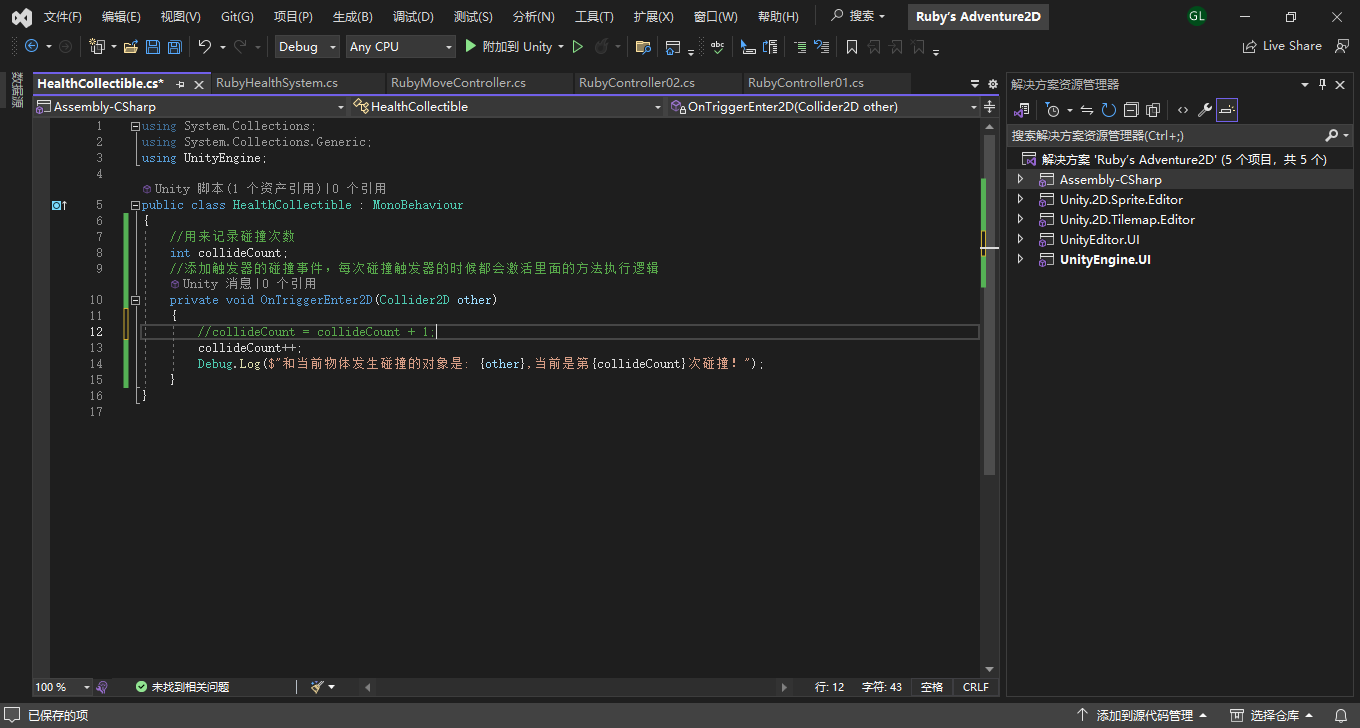 文件(F) 编辑(E) 视图(V) Git(G) 项目(P) 生成(B) 调试(D) 测试(S) 分析(N) 工具(T) 扩展(X) 窗口(W) 帮助(H) 搜索 Ruby's Adventure2D GL
Debug Any CPU 附加到 Unity Live Share
数据源
HealthCollectible.cs* RubyHealthSystem.cs RubyMoveController.cs RubyController02.cs RubyController01.cs
Assembly-CSharp HealthCollectible OnTriggerEnter2D(Collider2D other)
1 using System.Collections;
2 using System.Collections.Generic;
3 using UnityEngine;
4
Unity 脚本(1 个资产引用)|0 个引用
5 public class HealthCollectible : MonoBehaviour
6 {
7 //用来记录碰撞次数
8 int collideCount;
9 //添加触发器的碰撞事件，每次碰撞触发器的时候都会激活里面的方法执行逻辑
Unity 消息|0 个引用
10 private void OnTriggerEnter2D(Collider2D other)
11 {
12 //collideCount = collideCount + 1;
13 collideCount++;
14 Debug.Log($"和当前物体发生碰撞的对象是: {other},当前是第{collideCount}次碰撞! ");
15 }
16 }
17
100 % 未找到相关问题 行: 12 字符: 43 空格 CRLF
解决方案资源管理器
搜索解决方案资源管理器(Ctrl+;)
解决方案 'Ruby's Adventure2D' (5 个项目，共 5 个)
Assembly-CSharp
Unity.2D.Sprite.Editor
Unity.2D.Tilemap.Editor
UnityEditor.UI
UnityEngine.UI
已保存的项 添加到源代码管理 选择仓库